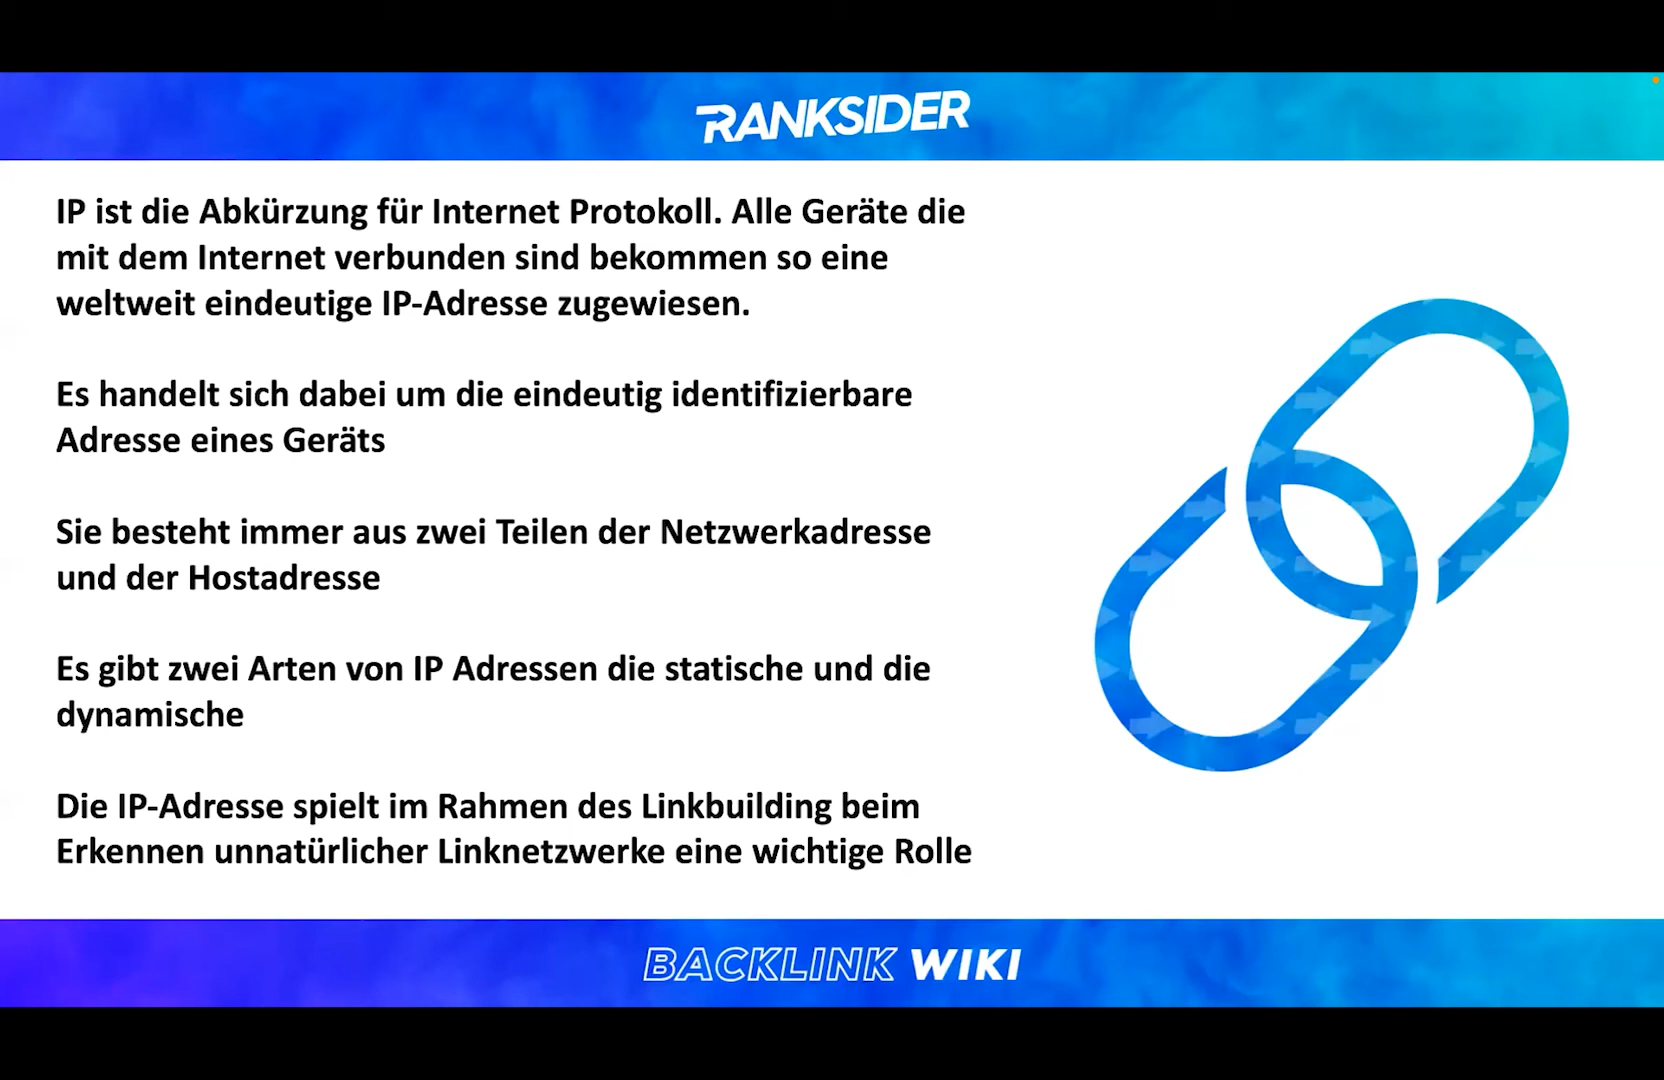 RANKSIDER
IP ist die Abkürzung für Internet Protokoll. Alle Geräte die
mit dem Internet verbunden sind bekommen so eine
weltweit eindeutige IP-Adresse zugewiesen.
Es handelt sich dabei um die eindeutig identifizierbare
Adresse eines Geräts
Sie besteht immer aus zwei Teilen der Netzwerkadresse
und der Hostadresse
Es gibt zwei Arten von IP Adressen die statische und die
dynamische
Die IP-Adresse spielt im Rahmen des Linkbuilding beim
Erkennen unnatürlicher Linknetzwerke eine wichtige Rolle
BACKLINK WIKI